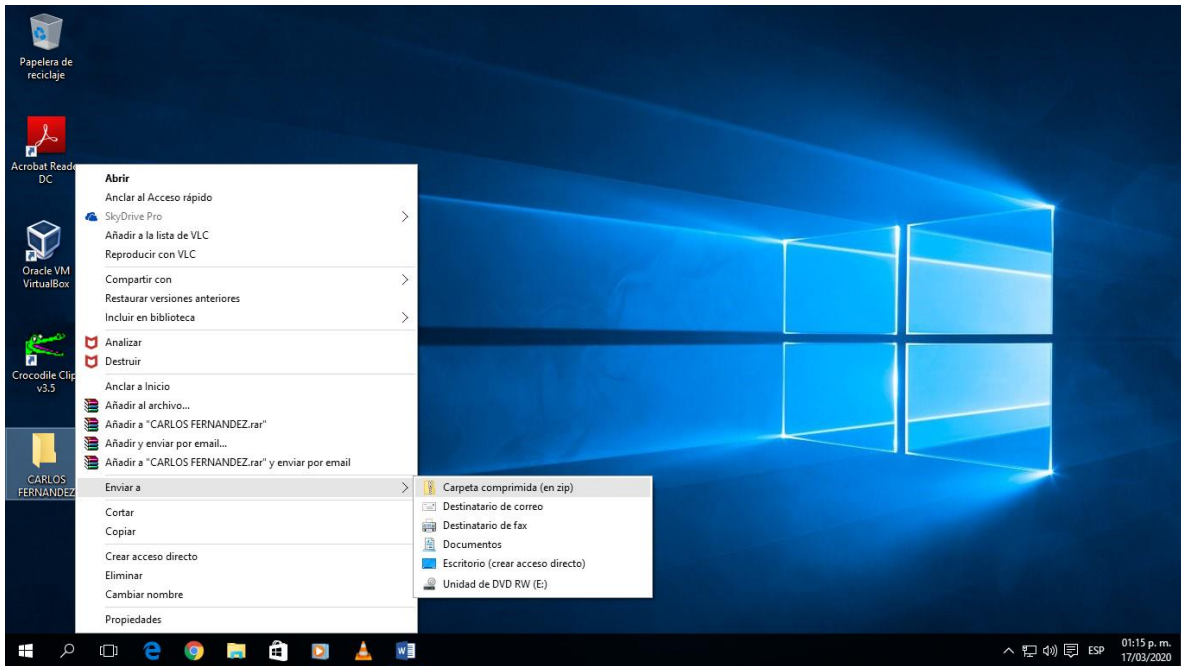 Papelera de
reciclaje
Acrobat Reade
DC
Oracle VM
VirtualBox
Crocodile Clip
v3.5
CARLOS
FERNANDEZ
Abrir
Anclar al Acceso rápido
SkyDrive Pro
Añadir a la lista de VLC
Reproducir con VLC
Compartir con
Restaurar versiones anteriores
Incluir en biblioteca
Analizar
Destruir
Anclar a Inicio
Añadir al archivo...
Añadir a "CARLOS FERNANDEZ.rar"
Añadir y enviar por email...
Añadir a "CARLOS FERNANDEZ.rar" y enviar por email
Enviar a
Cortar
Copiar
Crear acceso directo
Eliminar
Cambiar nombre
Propiedades
Carpeta comprimida (en zip)
Destinatario de correo
Destinatario de fax
Documentos
Escritorio (crear acceso directo)
Unidad de DVD RW (E:)
ESP
01:15 p. m.
17/03/2020